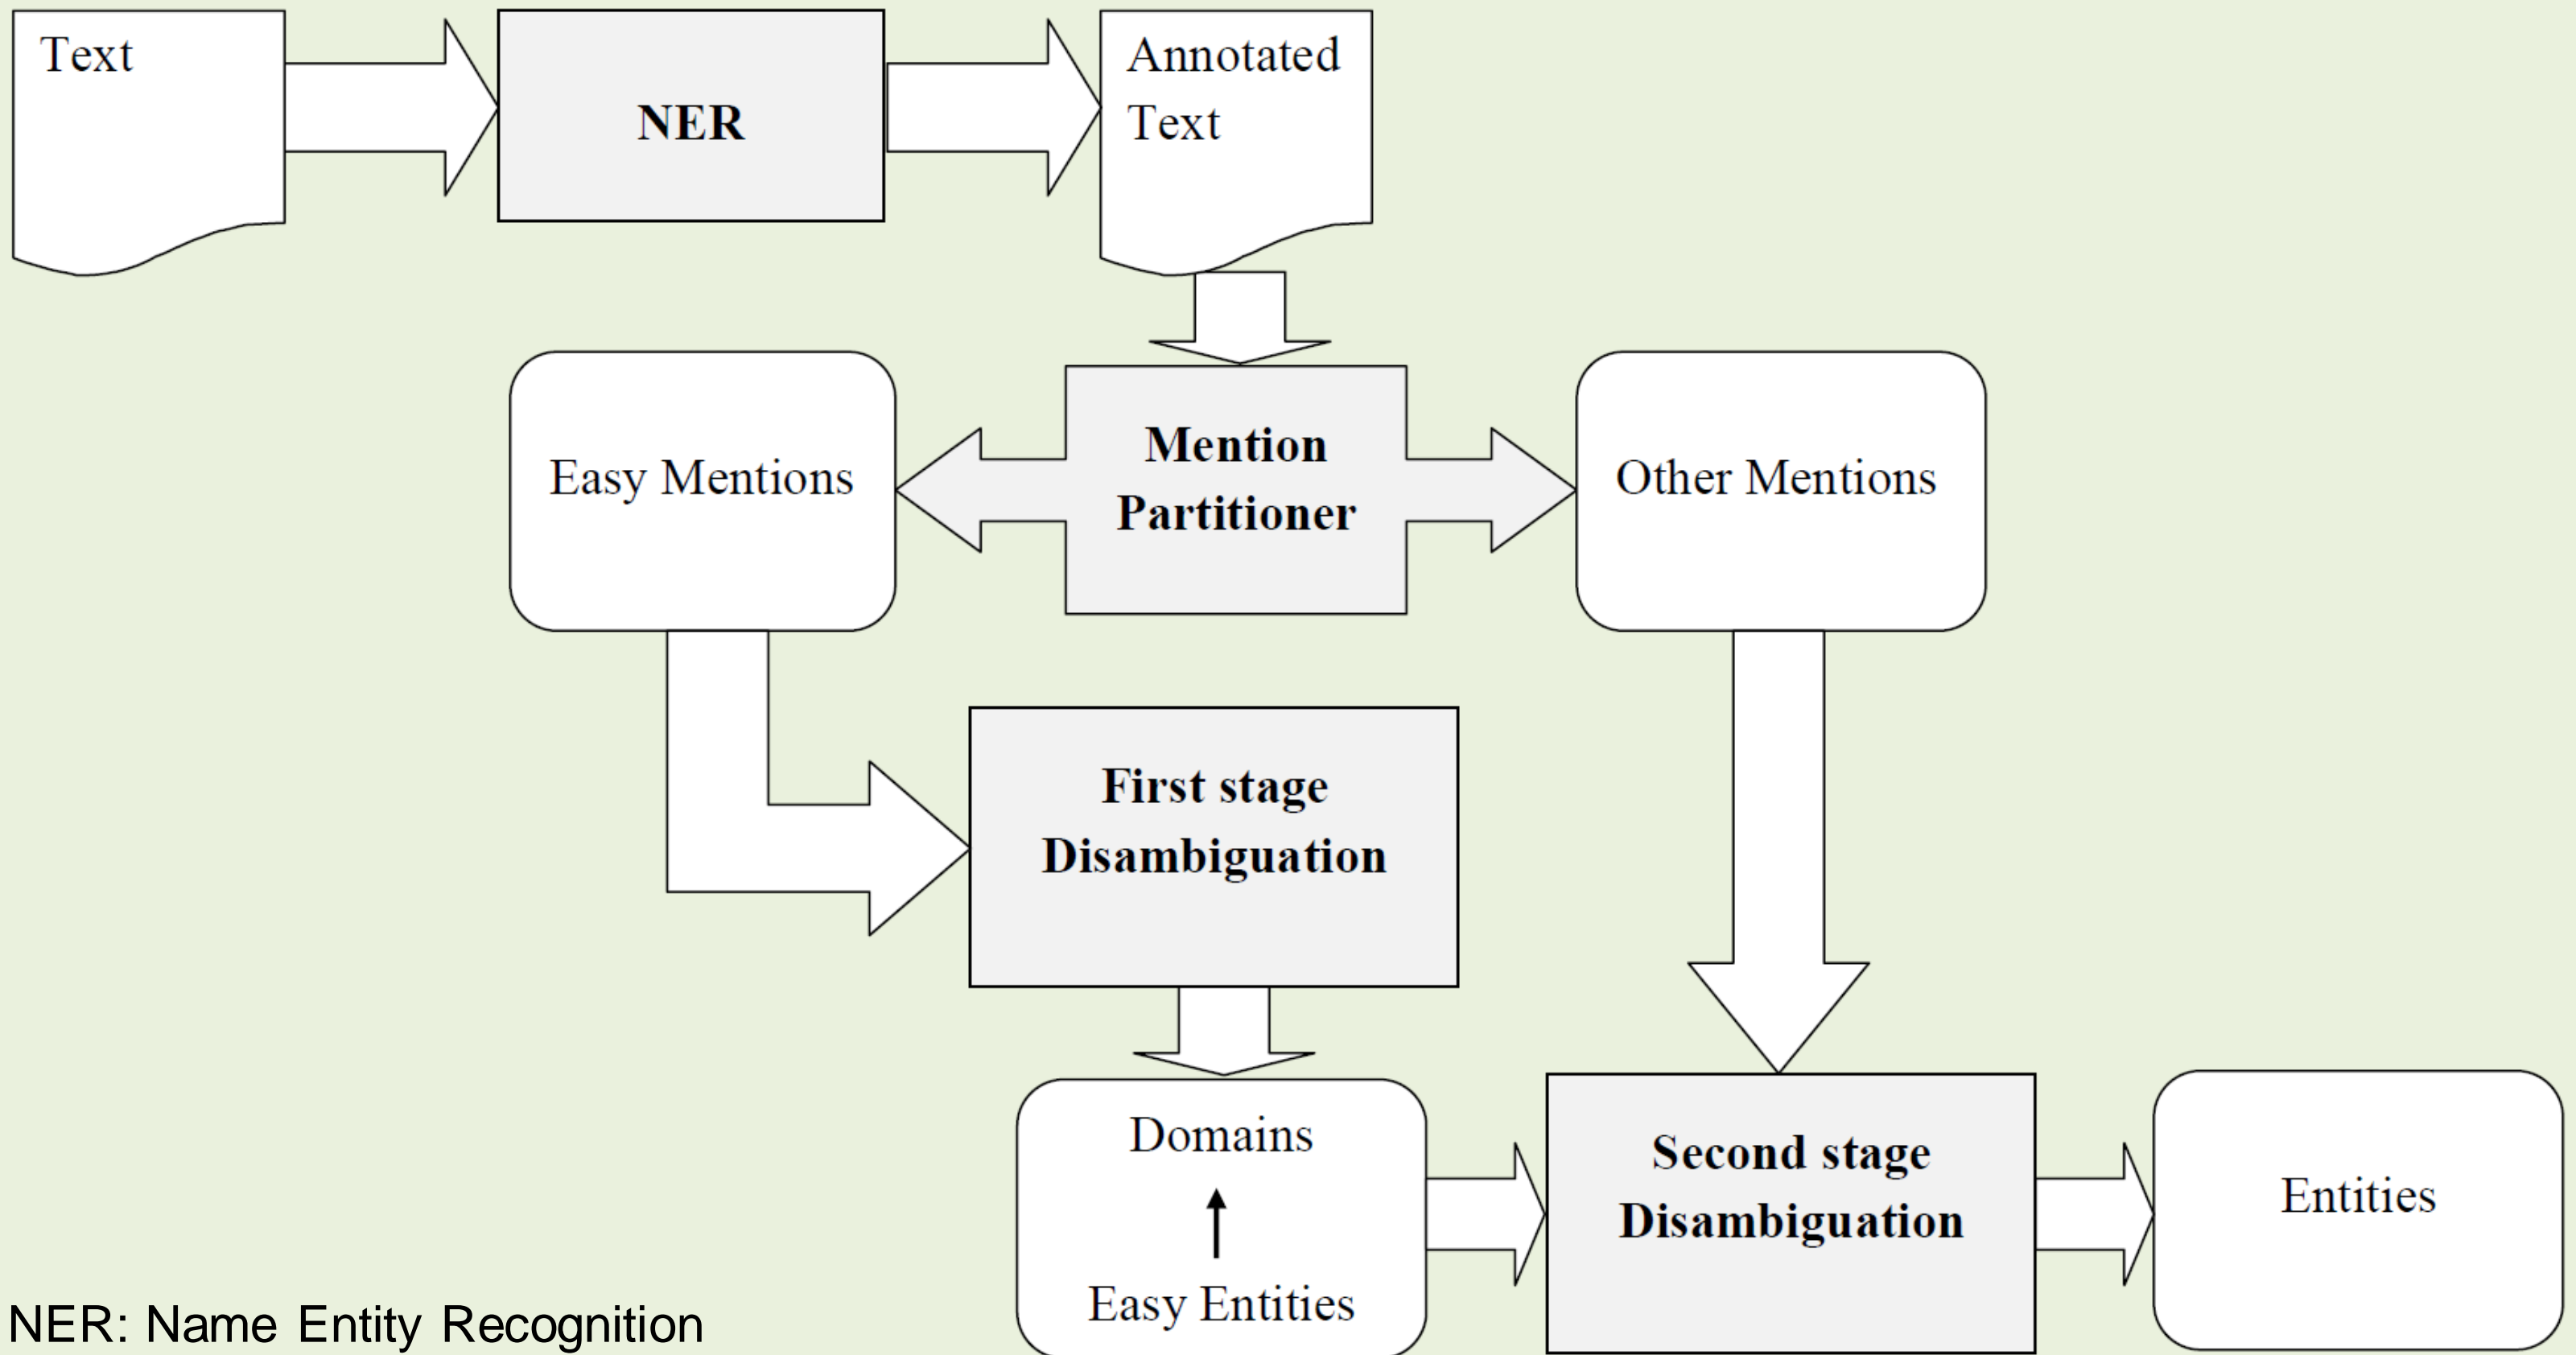 Text
NER
Annotated
Text
Easy Mentions
Mention
Partitioner
Other Mentions
First stage
Disambiguation
Domains
Easy Entities
Second stage
Disambiguation
Entities
NER: Name Entity Recognition